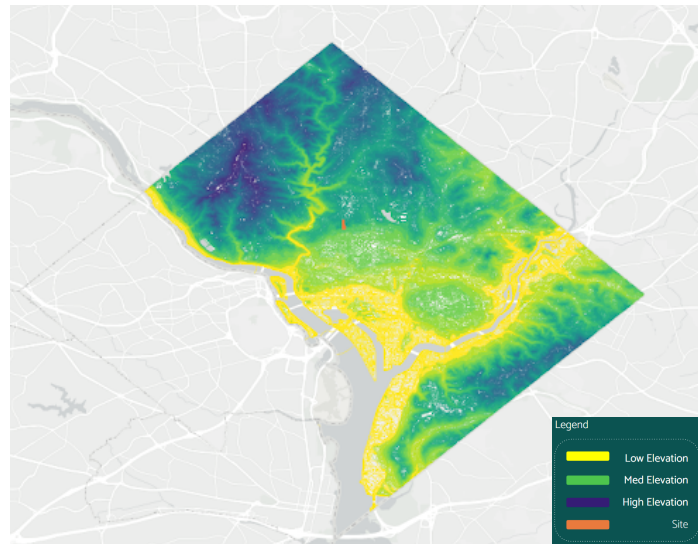 Legend
Low Elevation
Med Elevation
High Elevation
Site